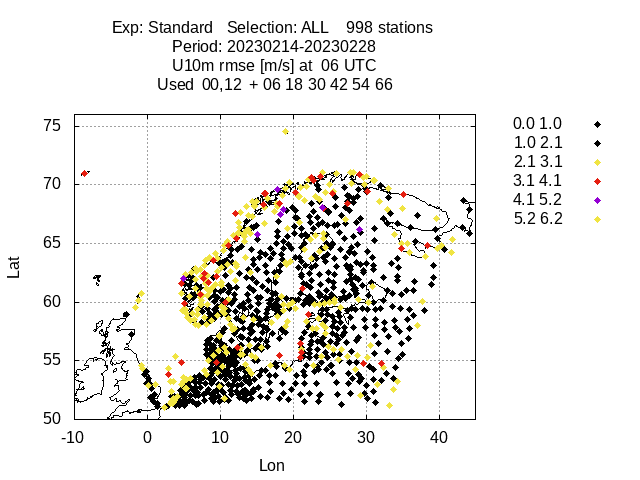 Exp: Standard Selection: ALL 998 stations
Period: 20230214-20230228
U10m rmse [m/s] at 06 UTC
Used 00,12 + 06 18 30 42 54 66
75
70
65
60
55
50
Lat
-10 0 10 20 30 40
Lon
0.0 1.0
1.0 2.1
2.1 3.1
3.1 4.1
4.1 5.2
5.2 6.2